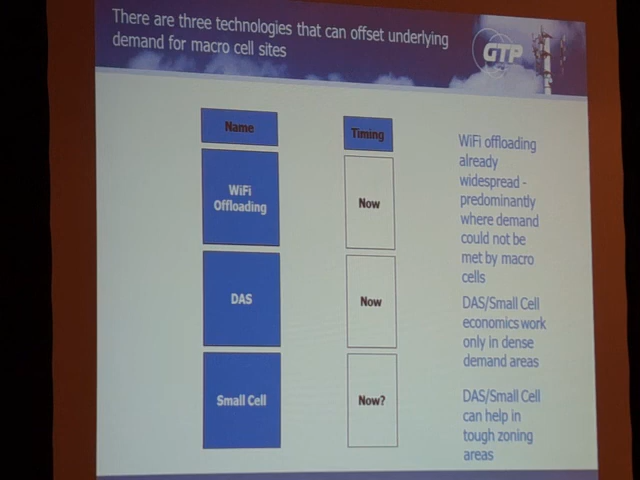 There are three technologies that can offset underlying
demand for macro cell sites
GTP
Name
Timing
WiFi
Offloading
Now
DAS
Now
Small Cell
Now?
WiFi offloading
already
widespread -
predominantly
where demand
could not be
met by macro
cells
DAS/Small Cell
economics work
only in dense
demand areas
DAS/Small Cell
can help in
tough zoning
areas